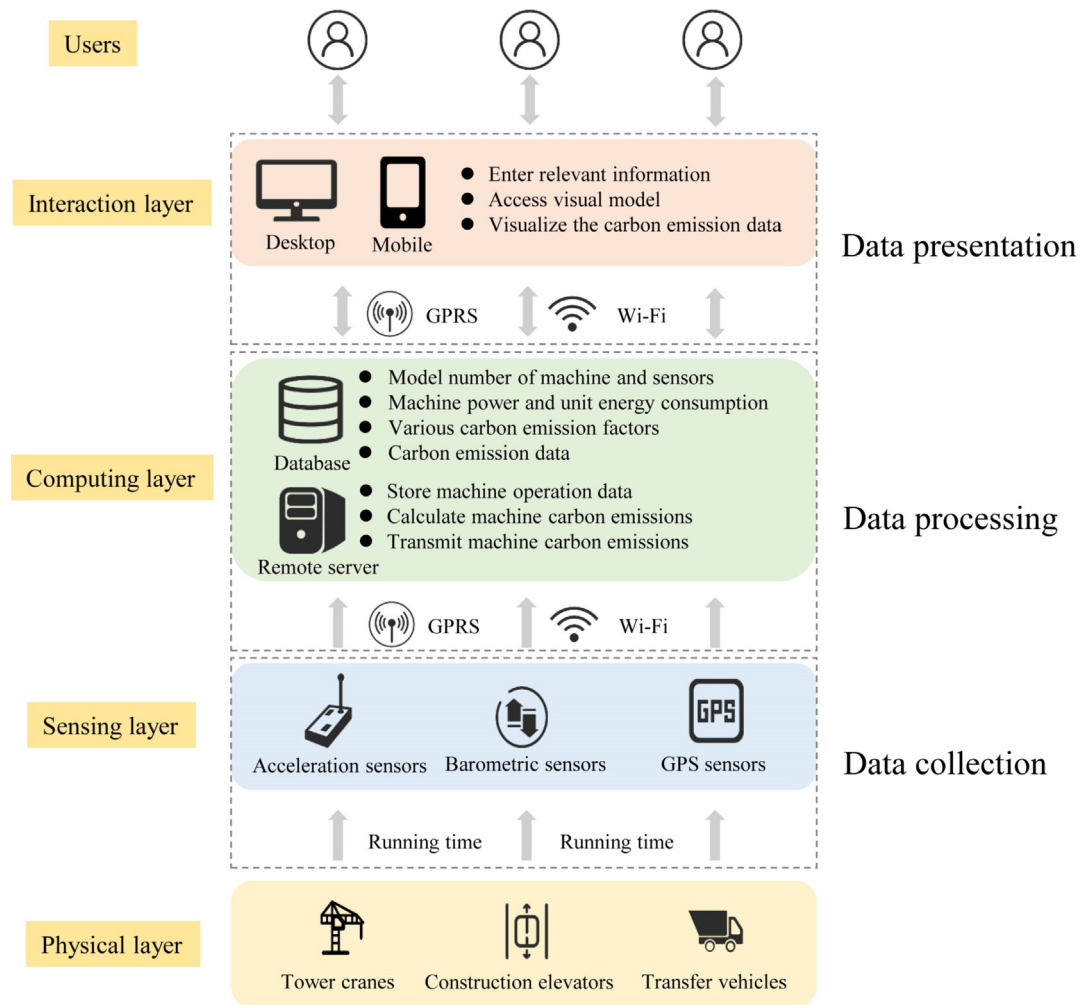 Users
Interaction layer
Desktop
Mobile
Enter relevant information
Access visual model
Visualize the carbon emission data
Data presentation
GPRS
Wi-Fi
Computing layer
Database
Model number of machine and sensors
Machine power and unit energy consumption
Various carbon emission factors
Carbon emission data
Remote server
Store machine operation data
Calculate machine carbon emissions
Transmit machine carbon emissions
Data processing
GPRS
Wi-Fi
Sensing layer
GPS
Acceleration sensors
Barometric sensors
GPS sensors
Data collection
Running time
Running time
Physical layer
Tower cranes
Construction elevators
Transfer vehicles